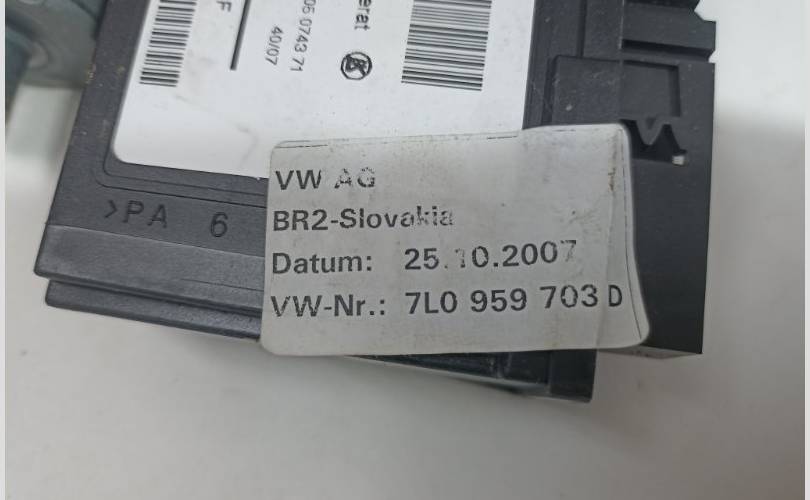 VW AG
BR2-Slovakia
Datum: 25.10.2007
VW-Nr.: 7L0 959 703 D
>PA 6
40/07